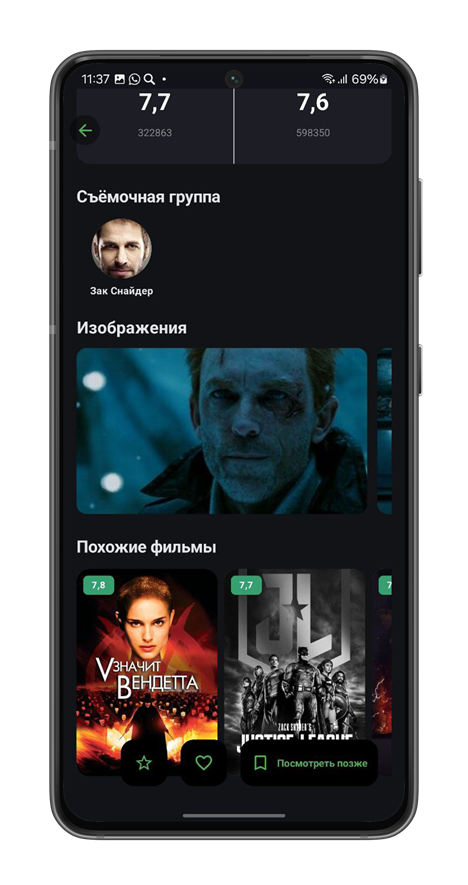 11:37
69%
7,7
7,6
322863
598350
Съёмочная группа
Зак Снайдер
Изображения
Похожие фильмы
7,8
7,7
7
V ЗНАЧИТ
ВЕНДЕТТА
JL
ZACK SNYDER'S
JUSTICE LEAGUE
Посмотреть позже